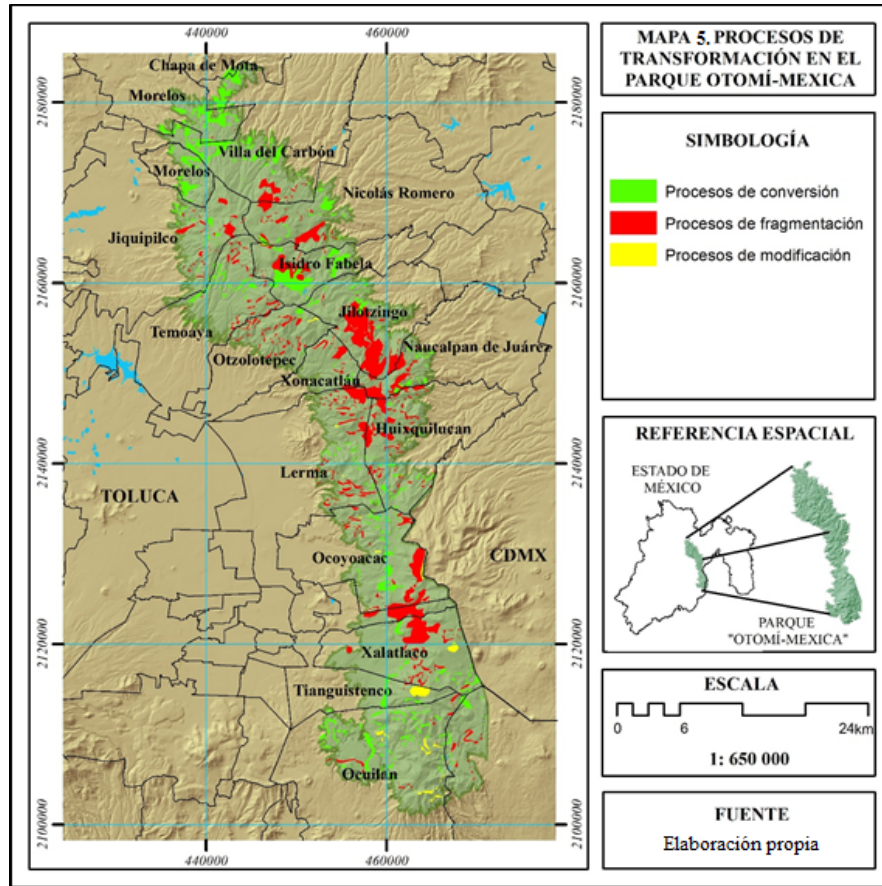 MAPA 5. PROCESOS DE
TRANSFORMACIÓN EN EL
PARQUE OTOMÍ-MEXICA
SIMBOLOGÍA
Procesos de conversión
Procesos de fragmentación
Procesos de modificación
REFERENCIA ESPACIAL
ESTADO DE
MÉXICO
PARQUE
"OTOMÍ-MEXICA"
ESCALA
0 6 24km
1: 650 000
FUENTE
Elaboración propia
440000 460000
2180000
2160000
2140000
2120000
2100000
Chapa de Mota
Morelos
Villa del Carbón
Morelos
Nicolás Romero
Jiquipilco
Isidro Fabela
Jilotzingo
Temoaya
Naucalpan de Juárez
Otzolotepec
Xonacatlán
Huixquilucan
Lerma
TOLUCA
Ocoyoacac
CDMX
Xalatlaco
Tianguistenco
Ocuilan
2180000
2160000
2140000
2120000
2100000
440000 460000